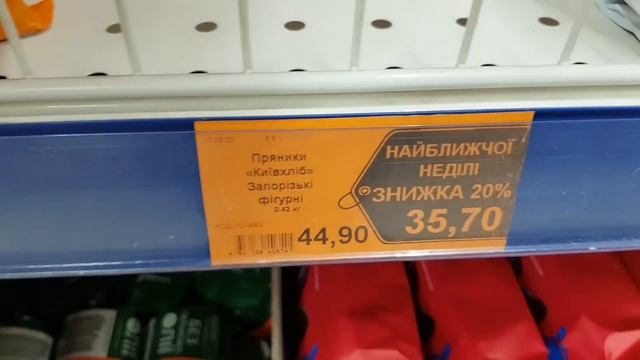 Пряники
«Київхліб»
Запорізькі
фігурні
0.42 кг
44,90
НАЙБЛИЖЧОЇ
НЕДІЛІ
ЗНИЖКА 20%
35,70